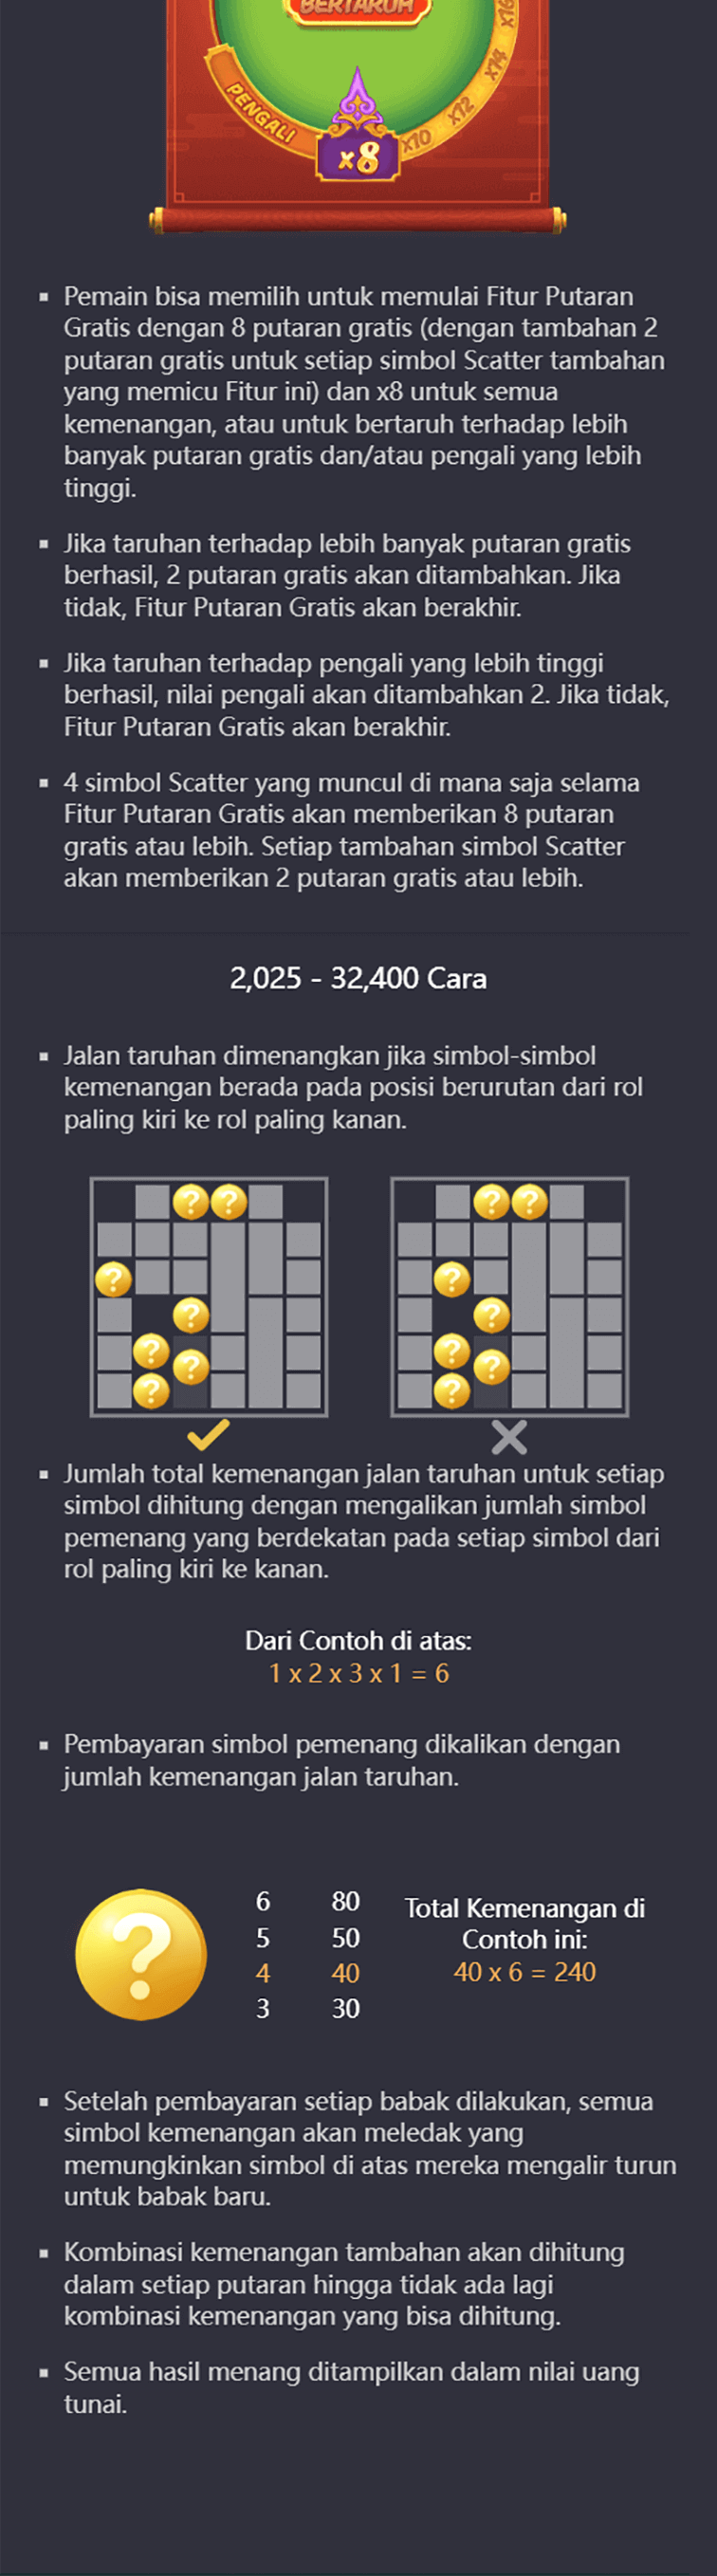 BERTARUH
x16
x14
x12
x10
PENGALI
x8
▪ Pemain bisa memilih untuk memulai Fitur Putaran
Gratis dengan 8 putaran gratis (dengan tambahan 2
putaran gratis untuk setiap simbol Scatter tambahan
yang memicu Fitur ini) dan x8 untuk semua
kemenangan, atau untuk bertaruh terhadap lebih
banyak putaran gratis dan/atau pengali yang lebih
tinggi.
▪ Jika taruhan terhadap lebih banyak putaran gratis
berhasil, 2 putaran gratis akan ditambahkan. Jika
tidak, Fitur Putaran Gratis akan berakhir.
▪ Jika taruhan terhadap pengali yang lebih tinggi
berhasil, nilai pengali akan ditambahkan 2. Jika tidak,
Fitur Putaran Gratis akan berakhir.
▪ 4 simbol Scatter yang muncul di mana saja selama
Fitur Putaran Gratis akan memberikan 8 putaran
gratis atau lebih. Setiap tambahan simbol Scatter
akan memberikan 2 putaran gratis atau lebih.
2,025 - 32,400 Cara
▪ Jalan taruhan dimenangkan jika simbol-simbol
kemenangan berada pada posisi berurutan dari rol
paling kiri ke rol paling kanan.
? ? ? ? ? ? ?
? ? ? ? ? ? ?
▪ Jumlah total kemenangan jalan taruhan untuk setiap
simbol dihitung dengan mengalikan jumlah simbol
pemenang yang berdekatan pada setiap simbol dari
rol paling kiri ke kanan.
Dari Contoh di atas:
1 x 2 x 3 x 1 = 6
▪ Pembayaran simbol pemenang dikalikan dengan
jumlah kemenangan jalan taruhan.
?
6 80
5 50
4 40
3 30
Total Kemenangan di
Contoh ini:
40 x 6 = 240
▪ Setelah pembayaran setiap babak dilakukan, semua
simbol kemenangan akan meledak yang
memungkinkan simbol di atas mereka mengalir turun
untuk babak baru.
▪ Kombinasi kemenangan tambahan akan dihitung
dalam setiap putaran hingga tidak ada lagi
kombinasi kemenangan yang bisa dihitung.
▪ Semua hasil menang ditampilkan dalam nilai uang
tunai.